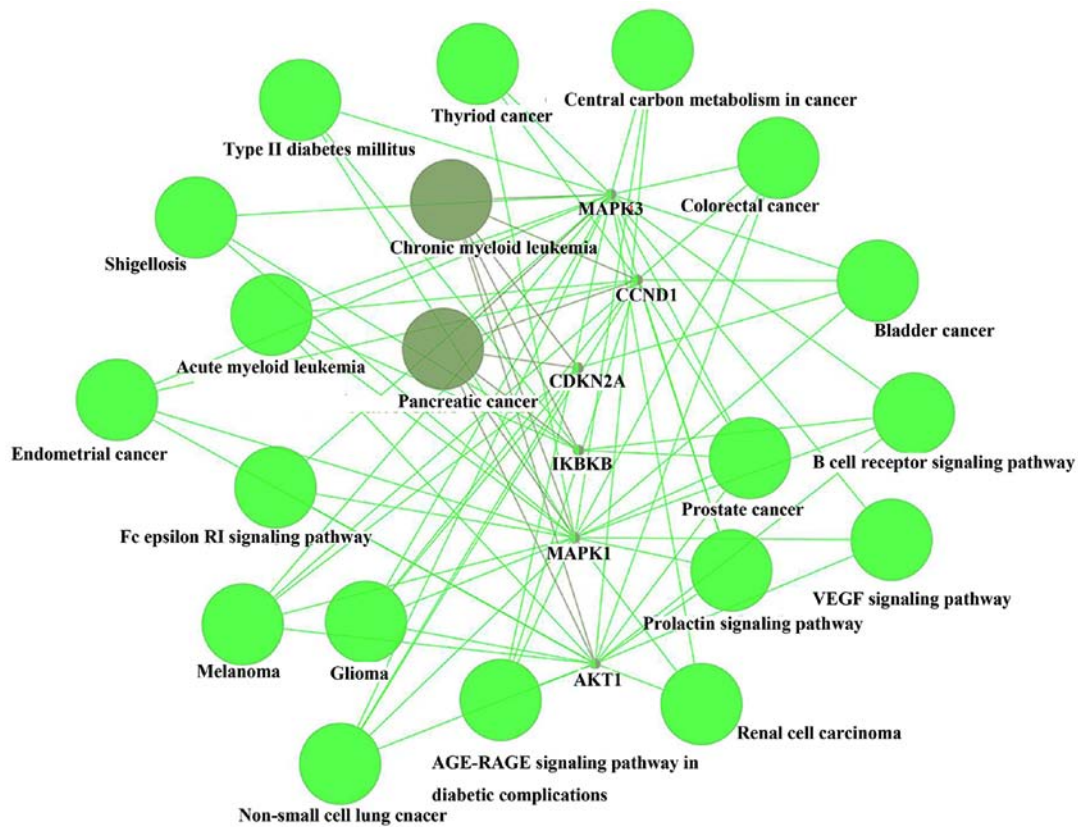 Central carbon metabolism in cancer
Thyriod cancer
Type II diabetes millitus
MAPK3
Colorectal cancer
Chronic myeloid leukemia
Shigellosis
CCND1
Bladder cancer
Acute myeloid leukemia
CDKN2A
Pancreatic cancer
Endometrial cancer
IKBKB
B cell receptor signaling pathway
Prostate cancer
Fc epsilon RI signaling pathway
MAPK1
VEGF signaling pathway
Prolactin signaling pathway
Melanoma
Glioma
AKT1
Renal cell carcinoma
AGE-RAGE signaling pathway in
diabetic complications
Non-small cell lung cnacer